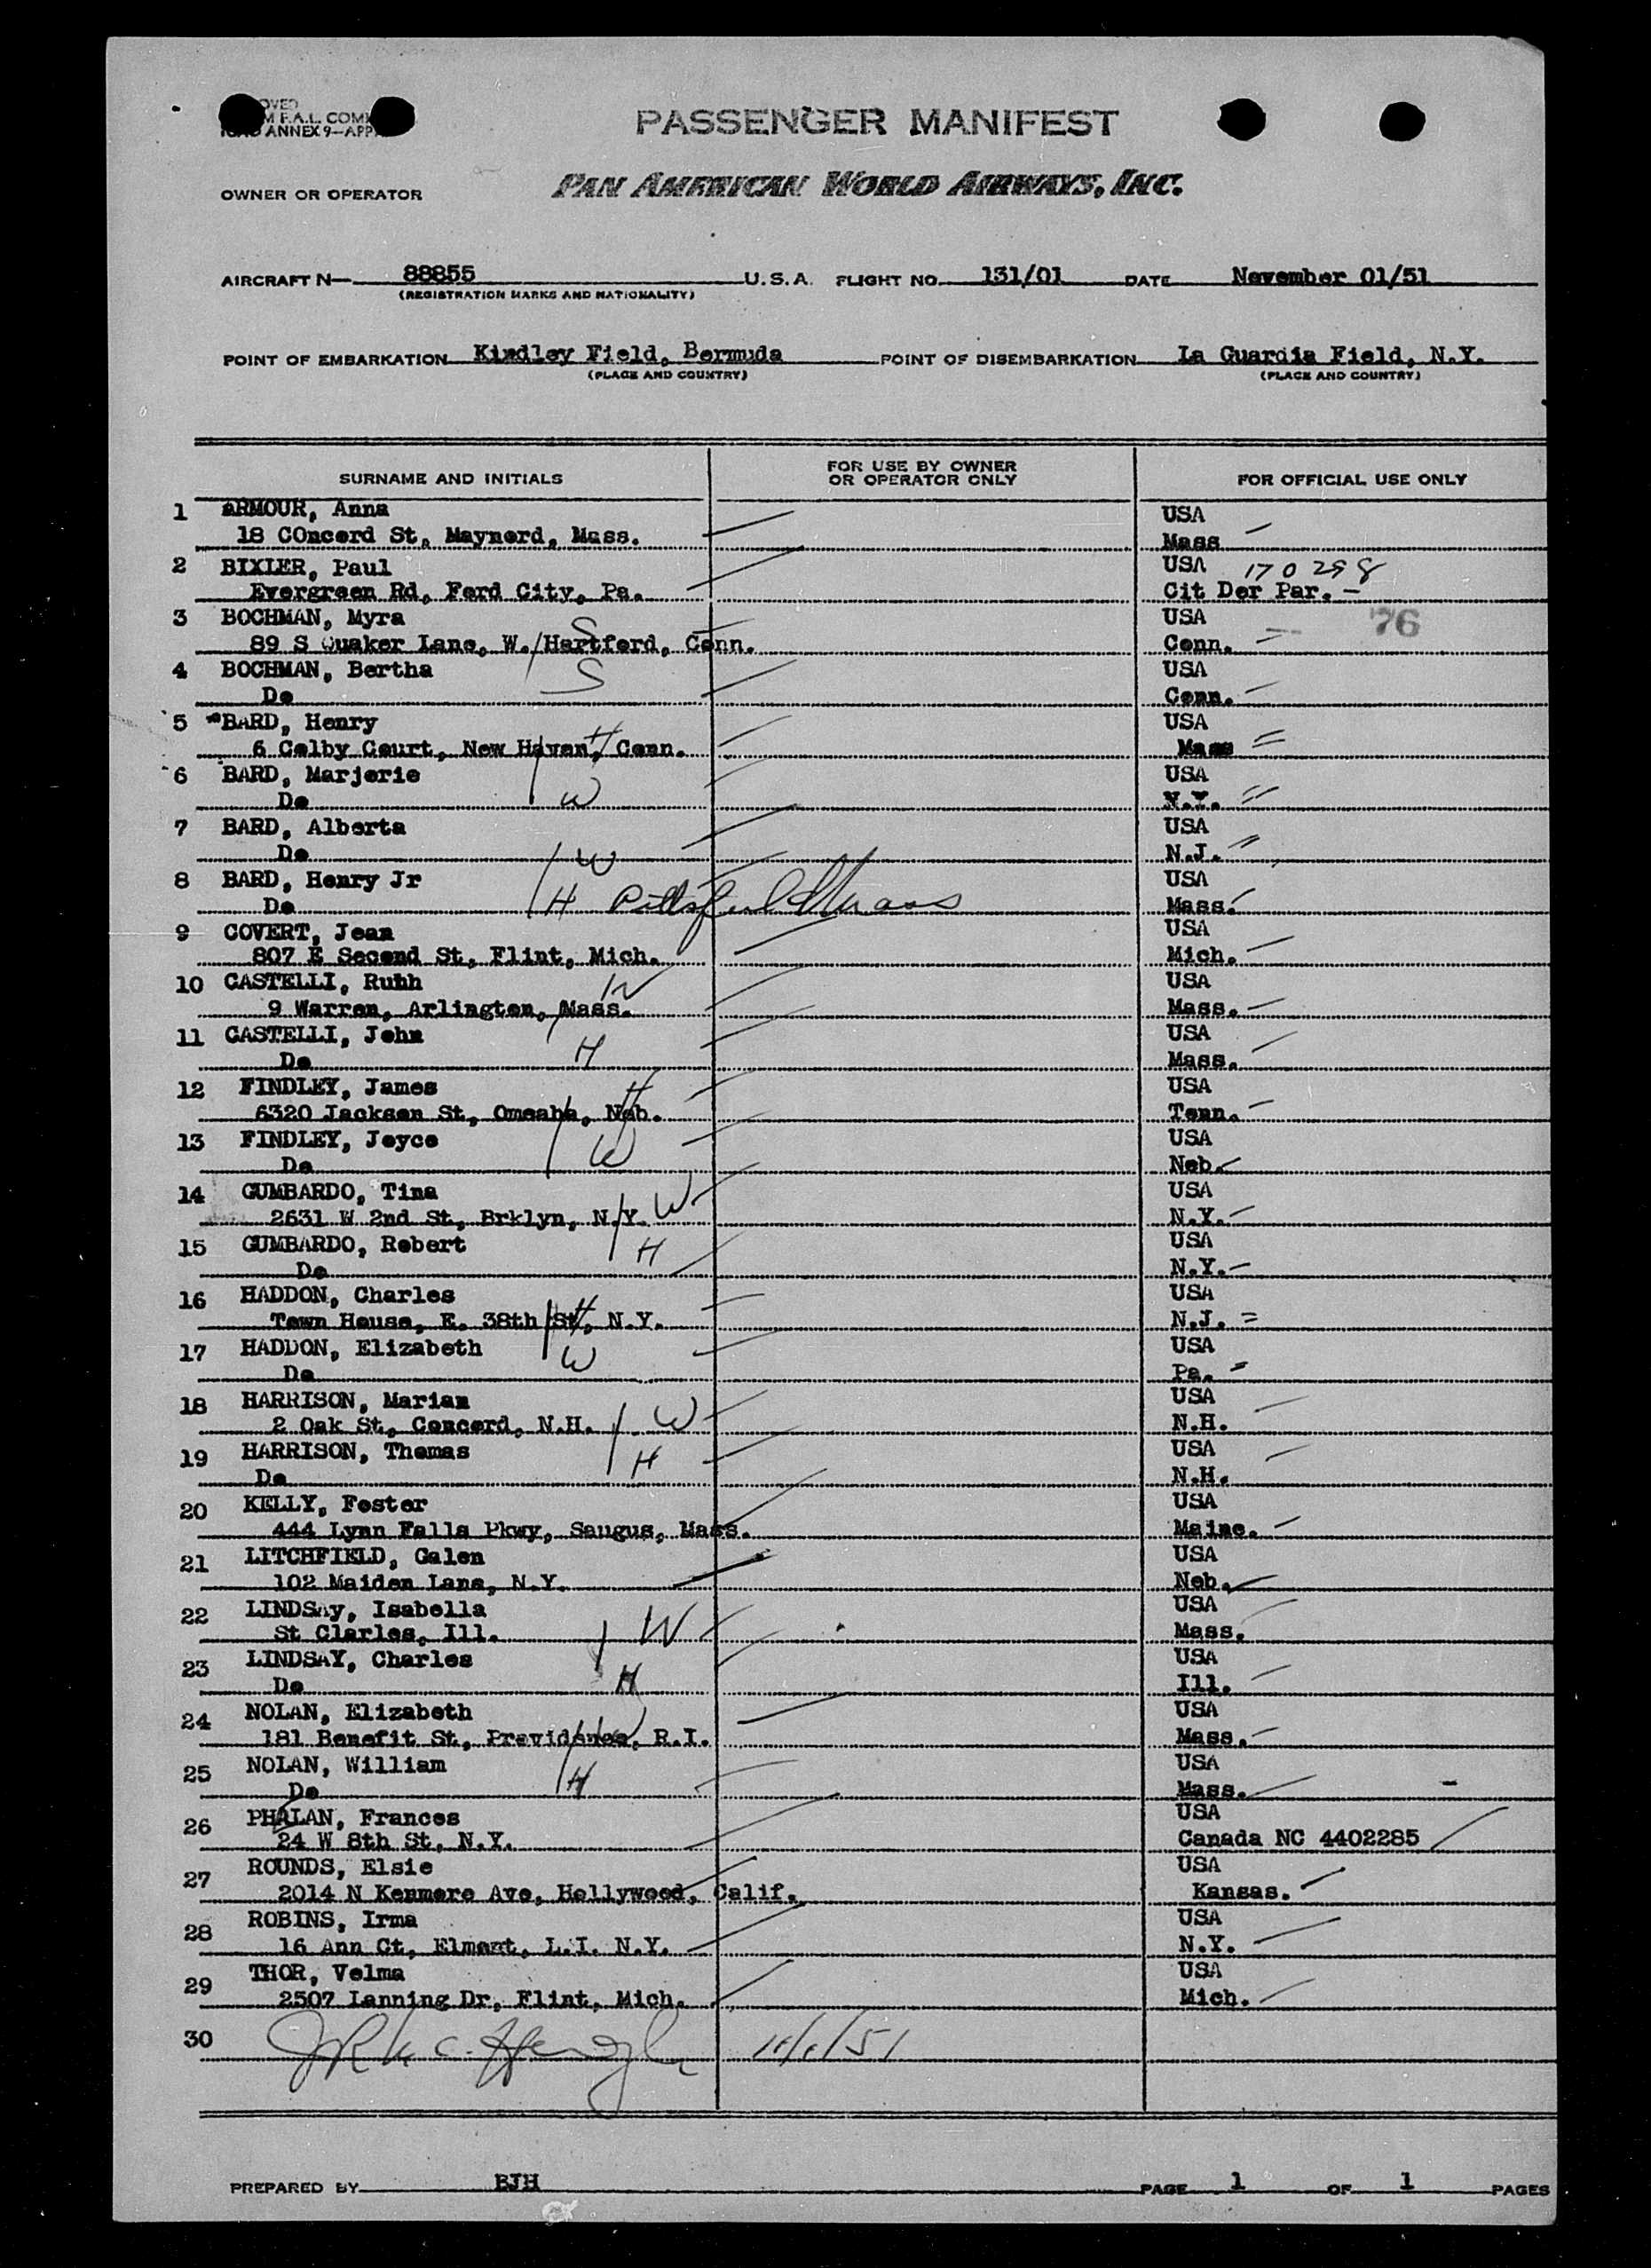 OVED
M F.A.L. COM
ANNEX 9—APP
PASSENGER MANIFEST
OWNER OR OPERATOR
PAN AMERICAN WORLD AIRWAYS, INC.
AIRCRAFT N— 88855 U.S.A. FLIGHT NO. 131/01 DATE November 01/51
(REGISTRATION MARKS AND NATIONALITY)
POINT OF EMBARKATION Kindley Field, Bermuda POINT OF DISEMBARKATION La Guardia Field, N.Y.
(PLACE AND COUNTRY) (PLACE AND COUNTRY)
SURNAME AND INITIALS FOR USE BY OWNER OR OPERATOR ONLY FOR OFFICIAL USE ONLY
1 ARMOUR, Anna USA
18 COncord St, Maynard, Mass. Mass
2 BIXLER, Paul USA 170298
Evergreen Rd, Ford City, Pa. Cit Der Par. -
3 BOCHMAN, Myra S USA 76
89 S Quaker Lane, W. Hartford, Conn. Conn.
4 BOCHMAN, Bertha S USA
Do Conn.
5 BARD, Henry H USA
6 Colby Court, New Haven, Conn. Mass
6 BARD, Marjorie USA
Do W N.Y.
7 BARD, Alberta USA
Do W N.J.
8 BARD, Henry Jr USA
Do H Pittsfield Mass Mass.
9 COVERT, Jean USA
807 E Second St, Flint, Mich. Mich.
10 CASTELLI, Ruhh W USA
9 Warren, Arlington, Mass. Mass.
11 CASTELLI, John USA
Do H Mass.
12 FINDLEY, James H USA
6320 Jackson St, Omeaha, Neb. Tenn.
13 FINDLEY, Joyce USA
Do W Neb.
14 GUMBARDO, Tina W USA
2631 W 2nd St, Brklyn, N.Y. N.Y.
15 GUMBARDO, Robert H USA
Do N.Y.
16 HADDON, Charles H USA
Town House, E. 38th St, N.Y. N.J.
17 HADDON, Elizabeth W USA
Do Pa.
18 HARRISON, Marian W USA
2 Oak St, Concord, N.H. N.H.
19 HARRISON, Thomas H USA
Do N.H.
20 KELLY, Foster USA
444 Lynn Falls Pkwy, Saugus, Mass. Maine.
21 LITCHFIELD, Galen USA
102 Maiden Lane, N.Y. Neb.
22 LINDSAy, Isabella W USA
St Clarles, Ill. Mass.
23 LINDSAY, Charles USA
Do H Ill.
24 NOLAN, Elizabeth W USA
181 Benefit St, Providence, R.I. Mass.
25 NOLAN, William H USA
Do Mass.
26 PHALAN, Frances USA
24 W 8th St, N.Y. Canada NC 4402285
27 ROUNDS, Elsie USA
2014 N Kenmore Ave, Hollywood, Calif. Kansas.
28 ROBINS, Irma USA
16 Ann Ct, Elmont, L.I. N.Y. N.Y.
29 THOR, Velma USA
2507 Lanning Dr, Flint, Mich. Mich.
30 11/1/51
PREPARED BY BJH PAGE 1 OF 1 PAGES